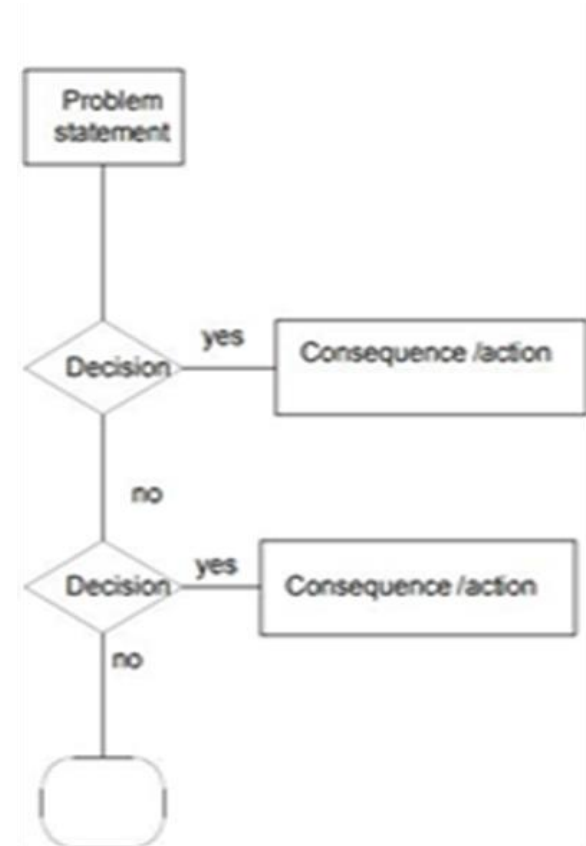 Problem
statement
yes
Decision
Consequence /action
no
yes
Decision
Consequence /action
no